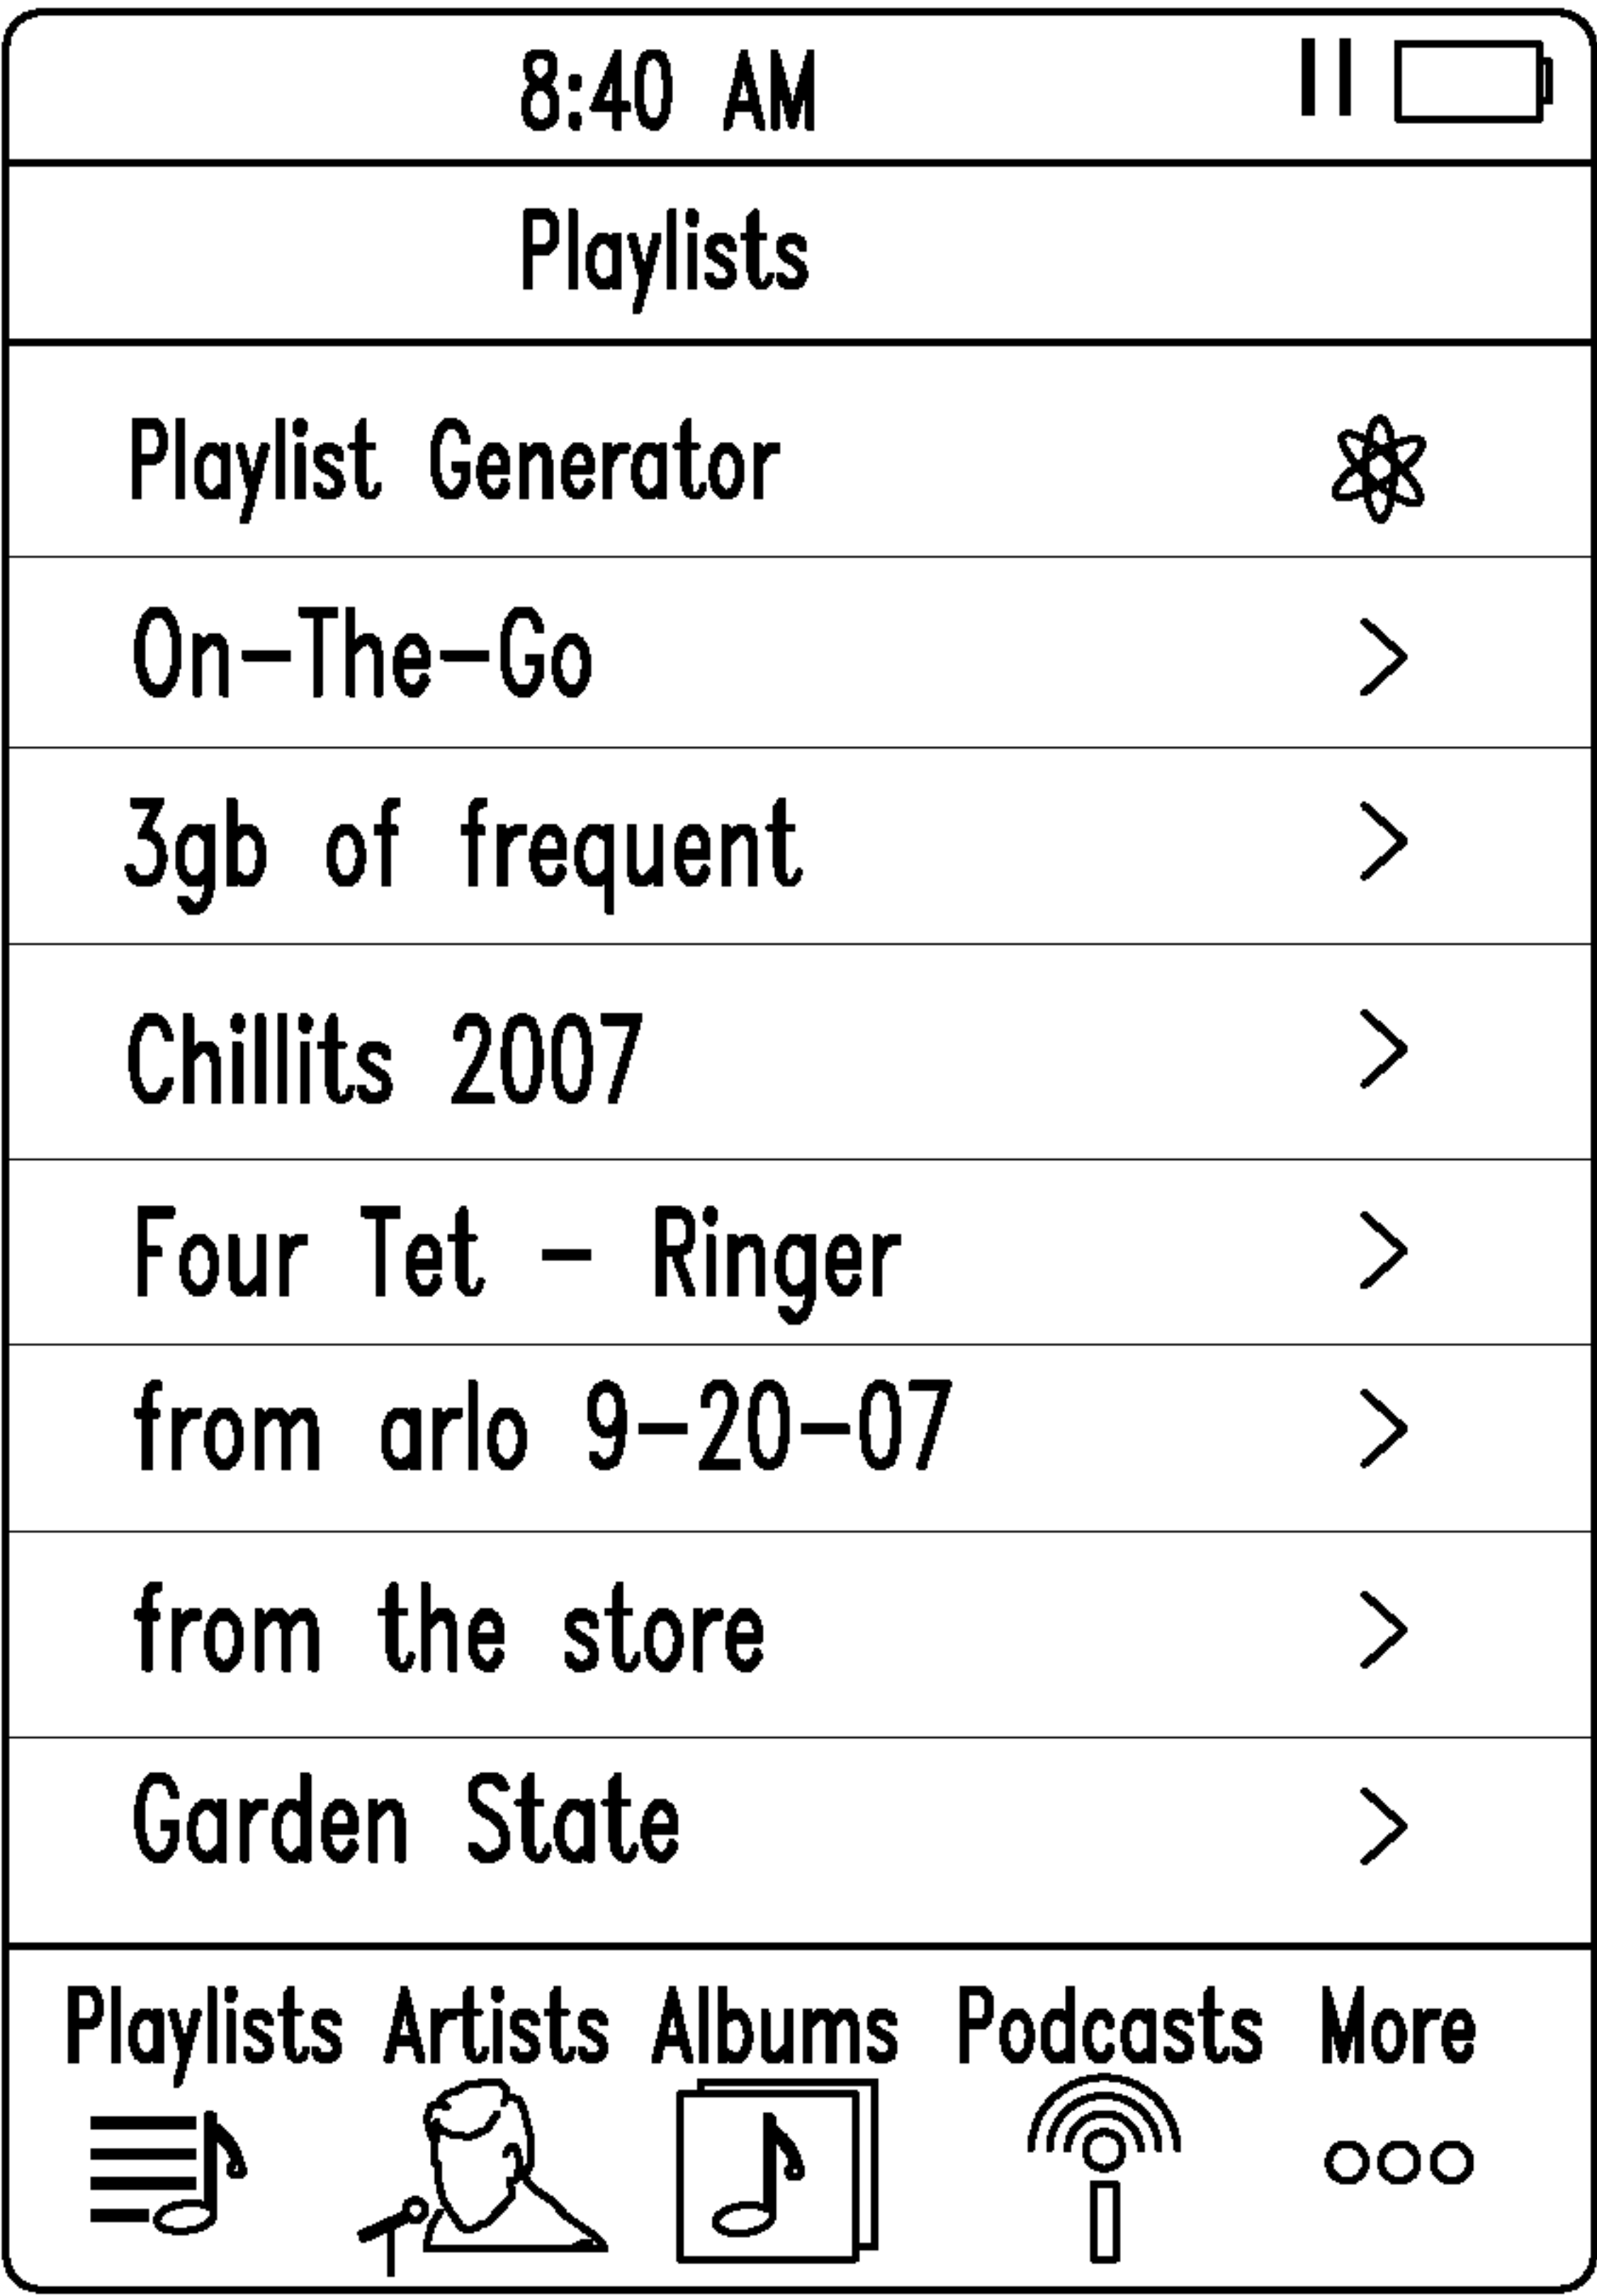 8:40 AM
Playlists
Playlist Generator
On-The-Go
3gb of frequent
Chillits 2007
Four Tet - Ringer
from arlo 9-20-07
from the store
Garden State
Playlists Artists Albums Podcasts More